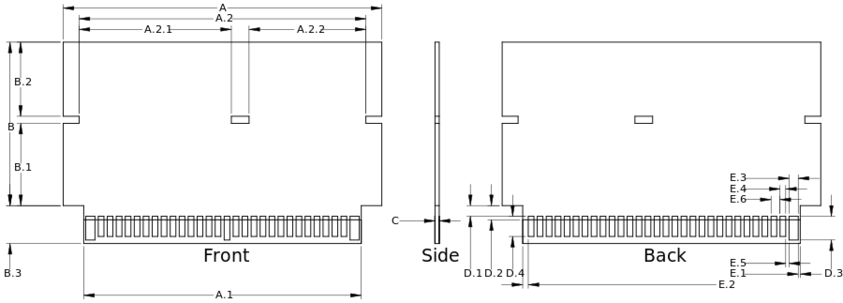 A
A.2
A.2.1 A.2.2
B.2
B
B.1
B.3
A.1
Front
C
Side
E.3
E.4
E.6
Back
D.1 D.2 D.4
E.5
E.1
E.2
D.3